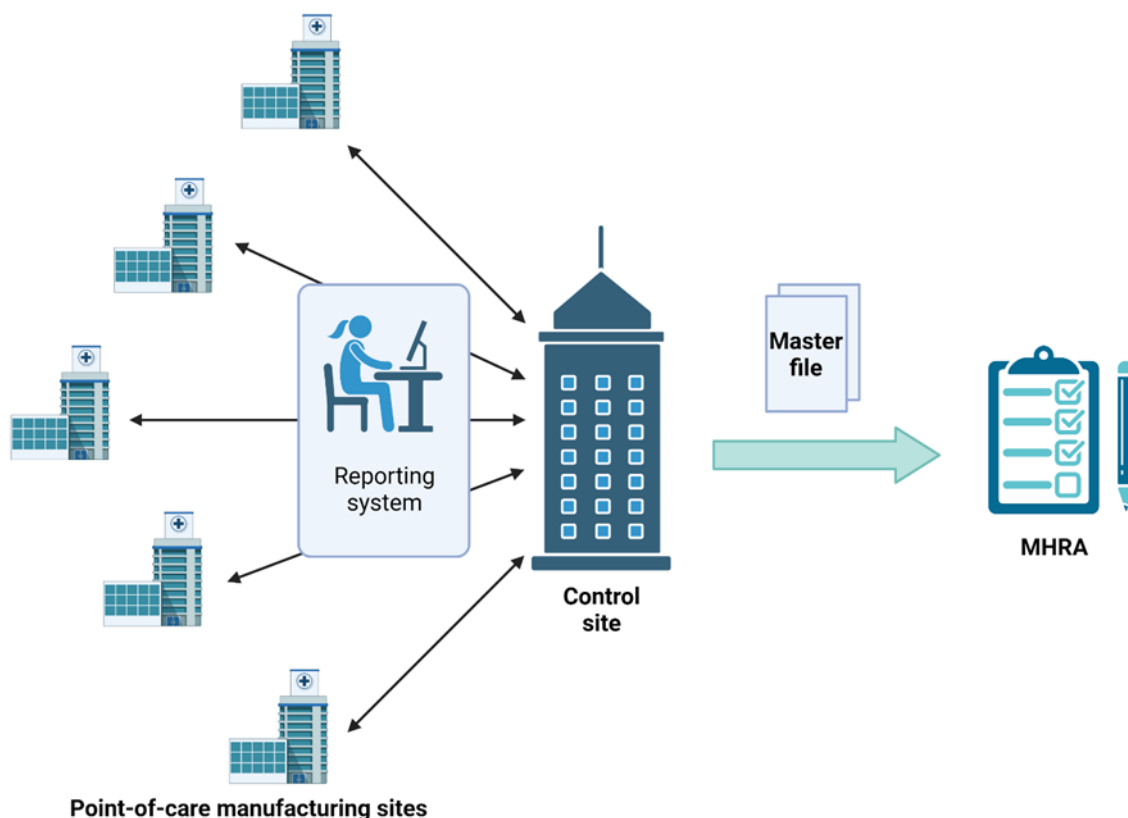 Reporting
system
Control
site
Master
file
MHRA
Point-of-care manufacturing sites